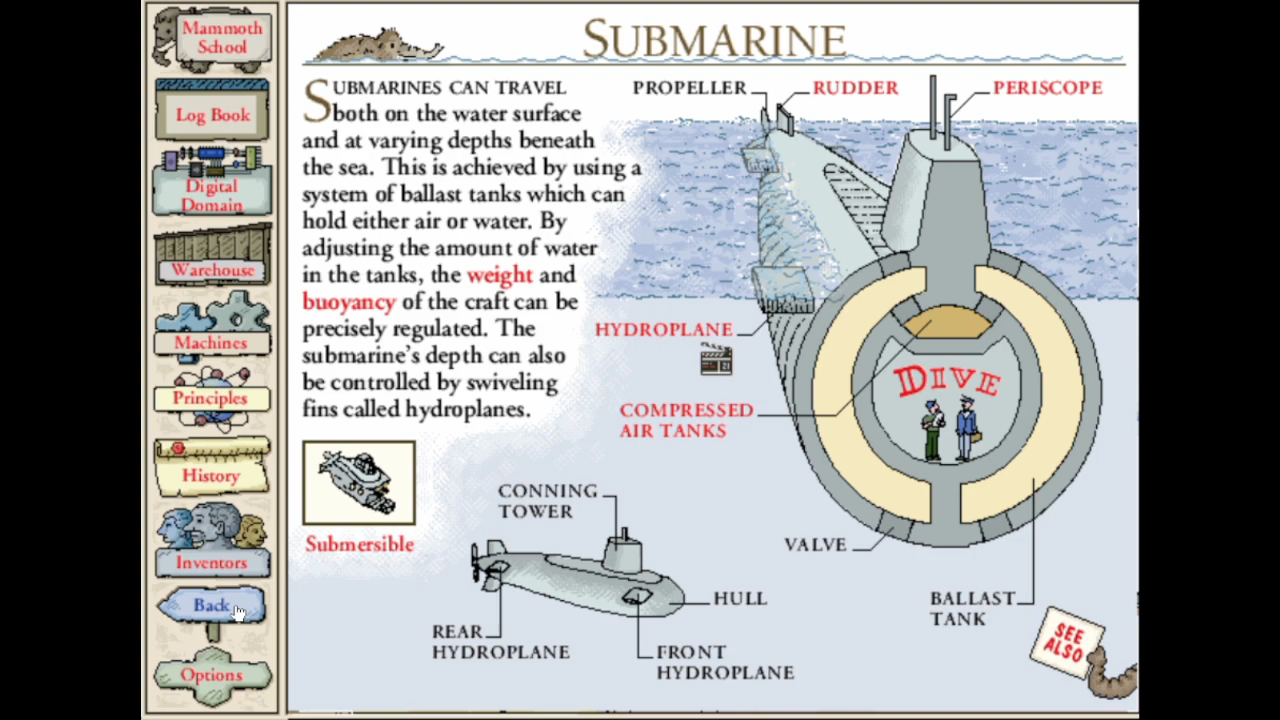 Mammoth
School
Log Book
Digital
Domain
Warehouse
Machines
Principles
History
Inventors
Back
Options
SUBMARINE
SUBMARINES CAN TRAVEL
both on the water surface
and at varying depths beneath
the sea. This is achieved by using a
system of ballast tanks which can
hold either air or water. By
adjusting the amount of water
in the tanks, the weight and
buoyancy of the craft can be
precisely regulated. The
submarine's depth can also
be controlled by swiveling
fins called hydroplanes.
Submersible
PROPELLER
RUDDER
PERISCOPE
HYDROPLANE
COMPRESSED
AIR TANKS
DIVE
CONNING
TOWER
VALVE
HULL
BALLAST
TANK
REAR
HYDROPLANE
FRONT
HYDROPLANE
SEE
ALSO